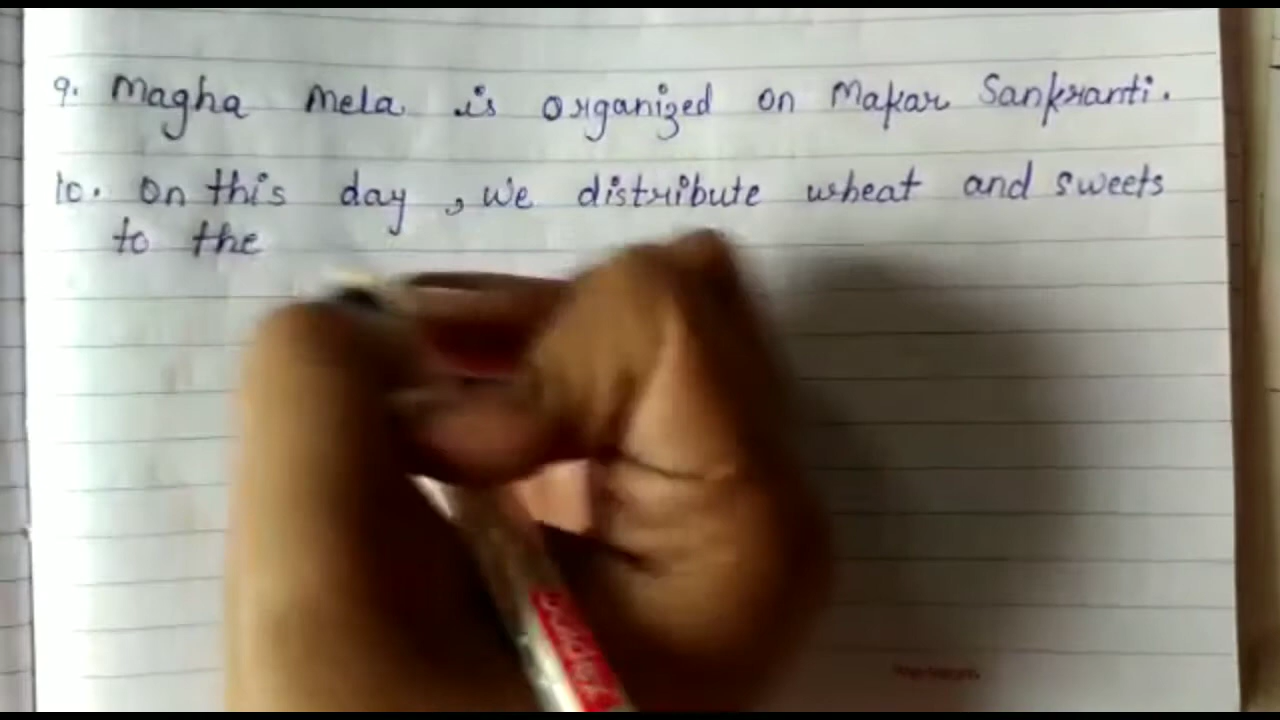 9. Magha Mela is organized on Makar Sankranti.
10. On this day, we distribute wheat and sweets
to the